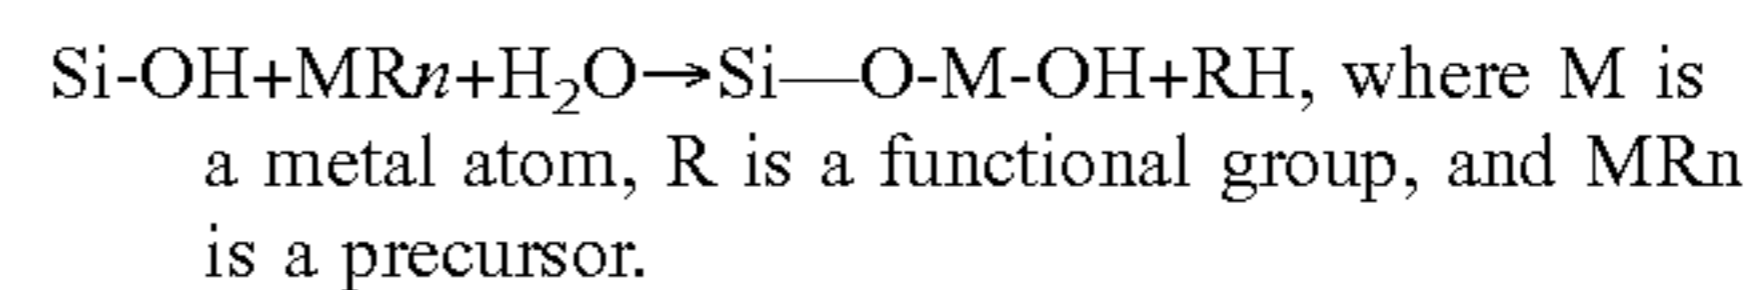 Si-OH+MRn+H₂O→Si—O-M-OH+RH, where M is
a metal atom, R is a functional group, and MRn
is a precursor.